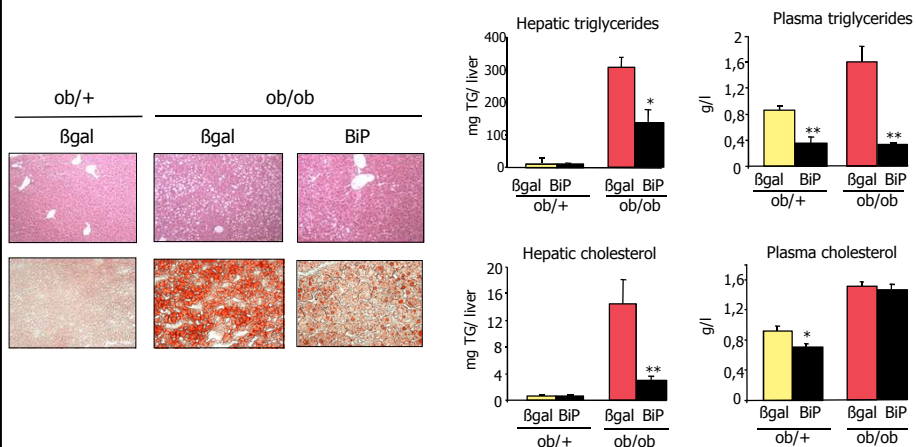 ob/+ ob/ob
ßgal ßgal BiP
Hepatic triglycerides
mg TG/ liver
400
300
200
100
0
ßgal BiP ßgal BiP
ob/+ ob/ob
*
Plasma triglycerides
g/l
2
1,6
1,2
0,8
0,4
0
** **
ßgal BiP ßgal BiP
ob/+ ob/ob
Hepatic cholesterol
mg TG/ liver
20
16
12
8
4
0
**
ßgal BiP ßgal BiP
ob/+ ob/ob
Plasma cholesterol
g/l
1,6
1,2
0,8
0,4
0
*
ßgal BiP ßgal BiP
ob/+ ob/ob